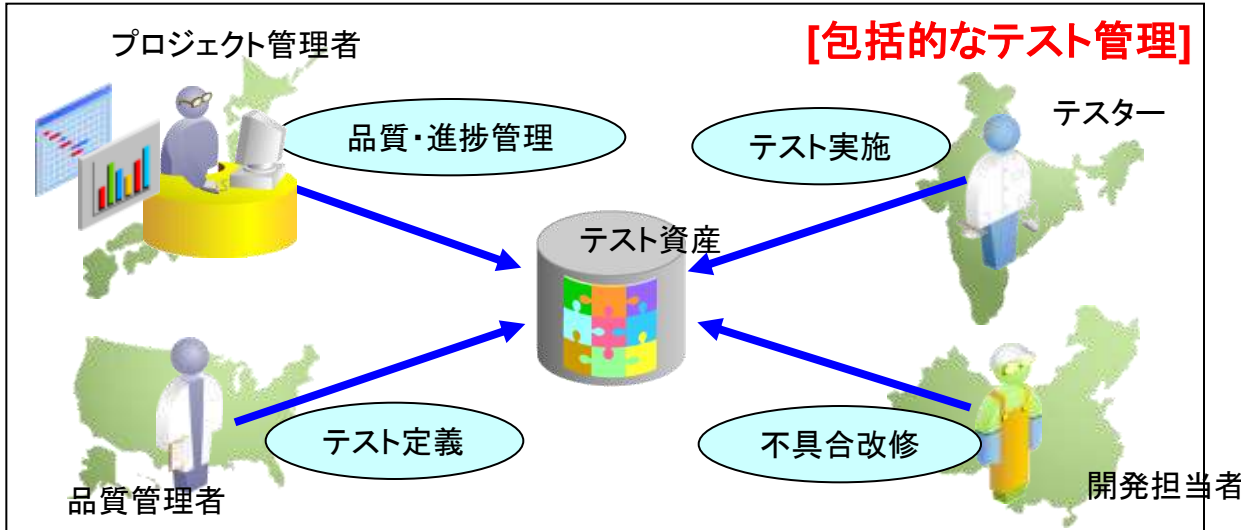 プロジェクト管理者
[包括的なテスト管理]
品質・進捗管理
テスト実施
テスター
テスト資産
テスト定義
不具合改修
品質管理者
開発担当者